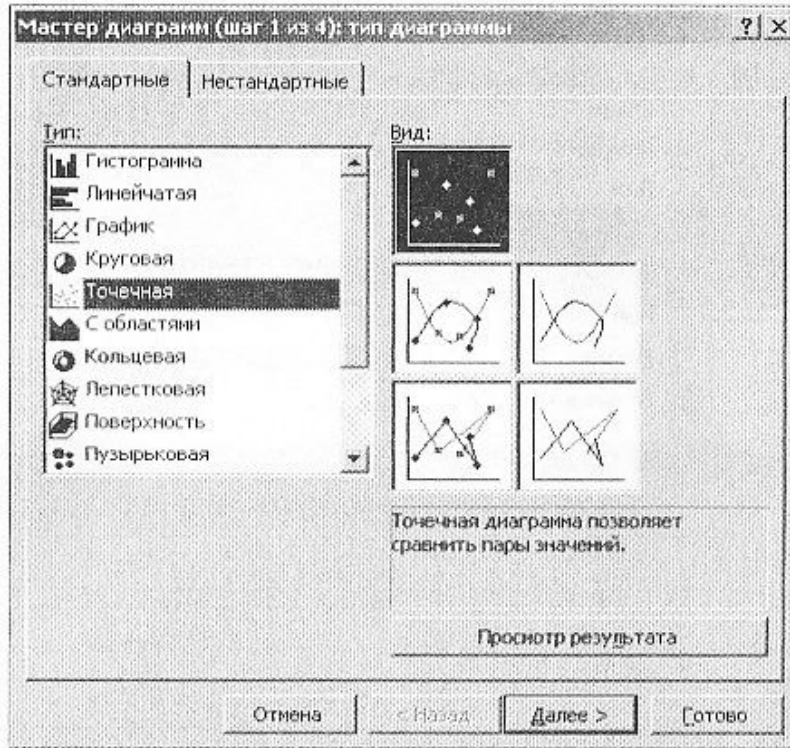 Мастер диаграмм (шаг 1 из 4): тип диаграммы
Стандартные
Нестандартные
Тип:
Гистограмма
Линейчатая
График
Круговая
Точечная
С областями
Кольцевая
Лепестковая
Поверхность
Пузырьковая
Вид:
Точечная диаграмма позволяет
сравнить пары значений.
Просмотр результата
Отмена
< Назад
Далее >
Готово